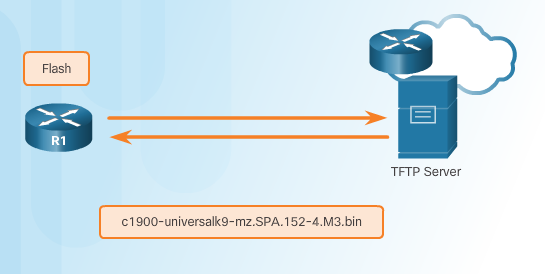 Flash
R1
TFTP Server
c1900-universalk9-mz.SPA.152-4.M3.bin